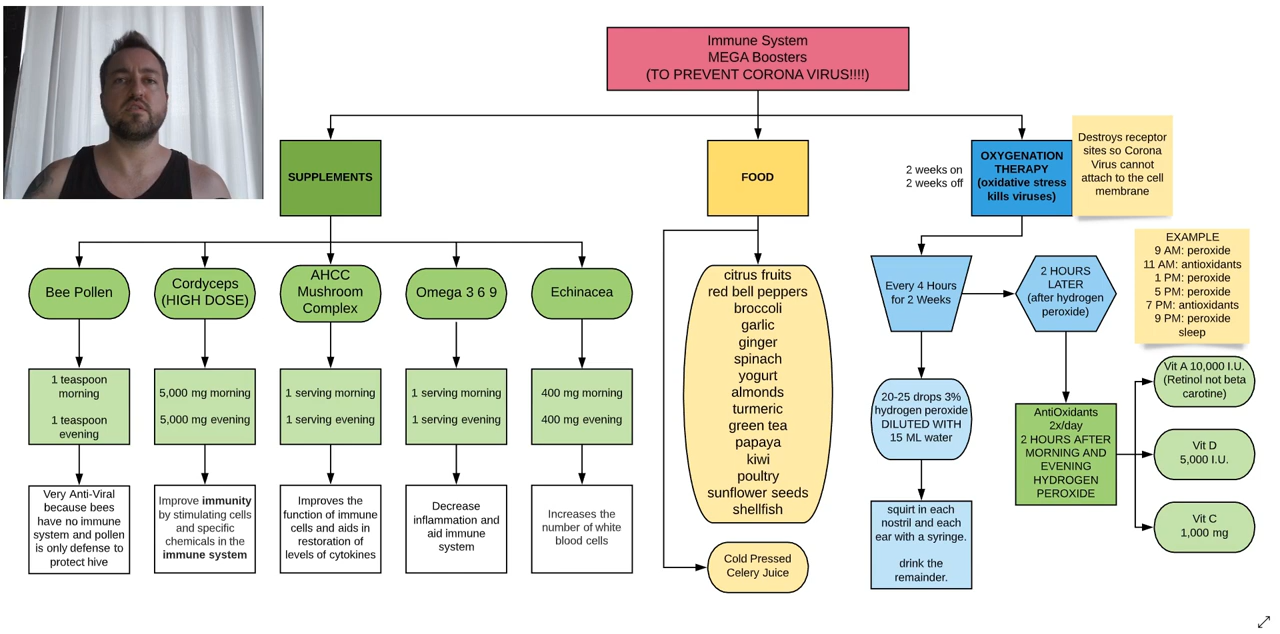 Immune System
MEGA Boosters
(TO PREVENT CORONA VIRUS!!!!)
SUPPLEMENTS
FOOD
2 weeks on
2 weeks off
OXYGENATION
THERAPY
(oxidative stress
kills viruses)
Destroys receptor
sites so Corona
Virus cannot
attach to the cell
membrane
Bee Pollen
Cordyceps
(HIGH DOSE)
AHCC
Mushroom
Complex
Omega 3 6 9
Echinacea
1 teaspoon
morning
1 teaspoon
evening
5,000 mg morning
5,000 mg evening
1 serving morning
1 serving evening
1 serving morning
1 serving evening
400 mg morning
400 mg evening
Very Anti-Viral
because bees
have no immune
system and pollen
is only defense to
protect hive
Improve immunity
by stimulating cells
and specific
chemicals in the
immune system
Improves the
function of immune
cells and aids in
restoration of
levels of cytokines
Decrease
inflammation and
aid immune
system
Increases the
number of white
blood cells
citrus fruits
red bell peppers
broccoli
garlic
ginger
spinach
yogurt
almonds
turmeric
green tea
papaya
kiwi
poultry
sunflower seeds
shellfish
Cold Pressed
Celery Juice
Every 4 Hours
for 2 Weeks
20-25 drops 3%
hydrogen peroxide
DILUTED WITH
15 ML water
squirt in each
nostril and each
ear with a syringe.
drink the
remainder.
2 HOURS
LATER
(after hydrogen
peroxide)
AntiOxidants
2x/day
2 HOURS AFTER
MORNING AND
EVENING
HYDROGEN
PEROXIDE
EXAMPLE
9 AM: peroxide
11 AM: antioxidants
1 PM: peroxide
5 PM: peroxide
7 PM: antioxidants
9 PM: peroxide
sleep
Vit A 10,000 I.U.
(Retinol not beta
carotine)
Vit D
5,000 I.U.
Vit C
1,000 mg